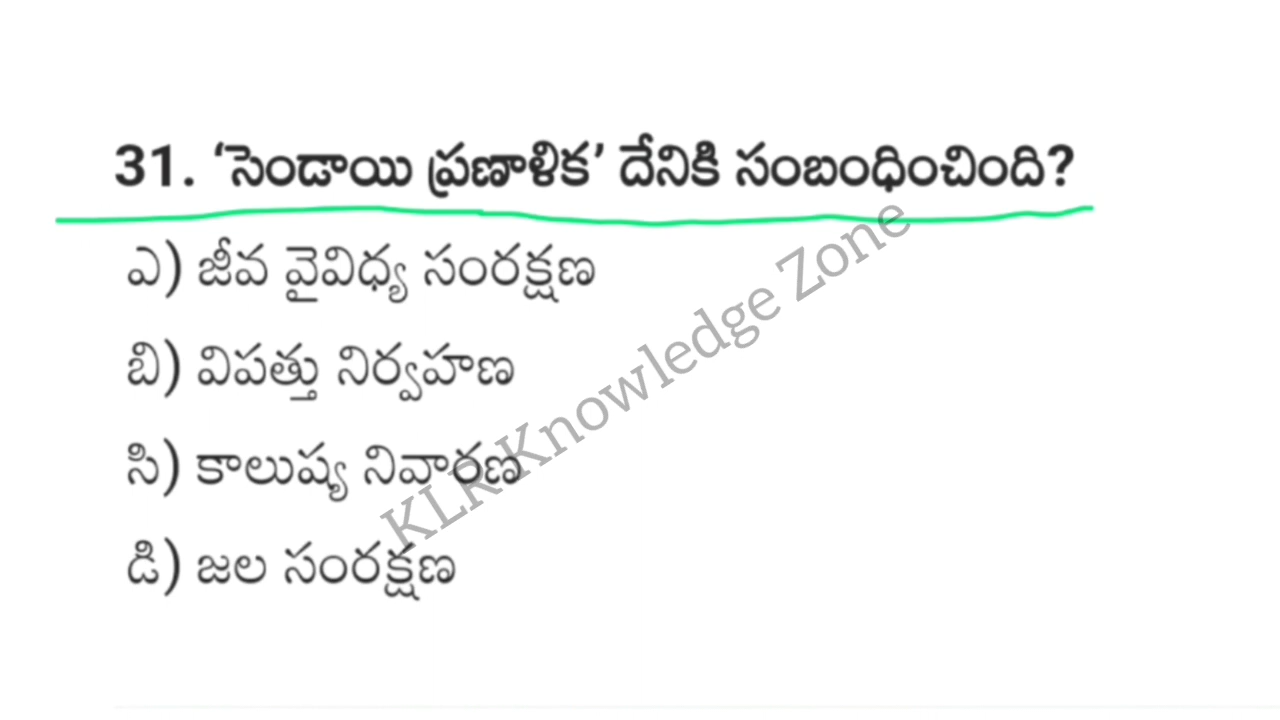 31. ‘సెండాయి ప్రణాళిక’ దేనికి సంబంధించింది?
ఎ) జీవ వైవిధ్య సంరక్షణ
బి) విపత్తు నిర్వహణ
సి) కాలుష్య నివారణ
డి) జల సంరక్షణ
KLR Knowledge Zone